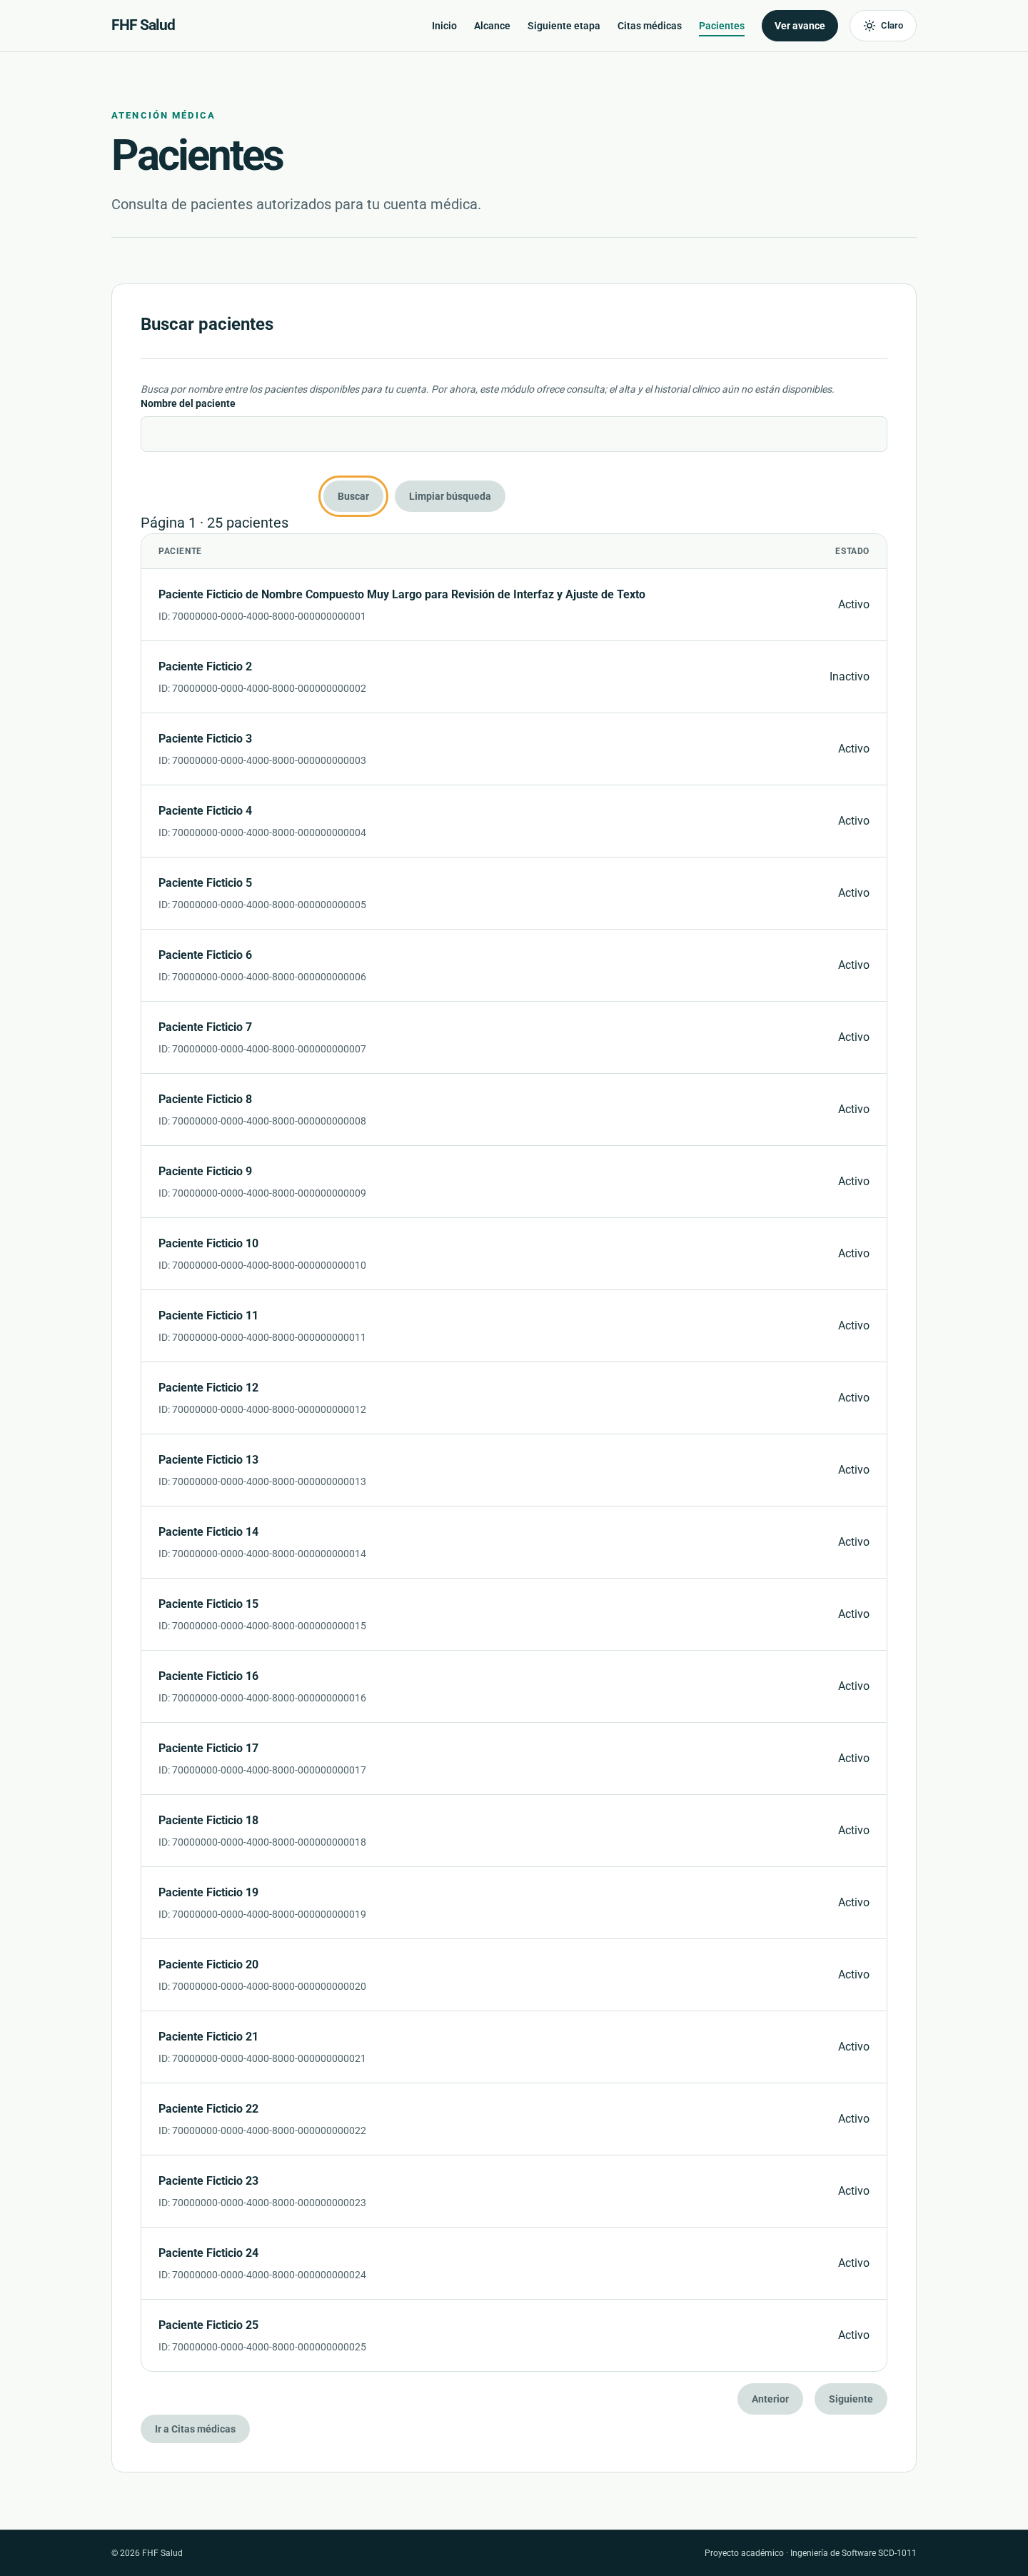 FHF Salud
Inicio Alcance Siguiente etapa Citas médicas Pacientes Ver avance Claro
ATENCIÓN MÉDICA
Pacientes
Consulta de pacientes autorizados para tu cuenta médica.
Buscar pacientes
Busca por nombre entre los pacientes disponibles para tu cuenta. Por ahora, este módulo ofrece consulta; el alta y el historial clínico aún no están disponibles.
Nombre del paciente
Buscar Limpiar búsqueda
Página 1 · 25 pacientes
PACIENTE ESTADO
Paciente Ficticio de Nombre Compuesto Muy Largo para Revisión de Interfaz y Ajuste de Texto
ID: 70000000-0000-4000-8000-000000000001
Activo
Paciente Ficticio 2
ID: 70000000-0000-4000-8000-000000000002
Inactivo
Paciente Ficticio 3
ID: 70000000-0000-4000-8000-000000000003
Activo
Paciente Ficticio 4
ID: 70000000-0000-4000-8000-000000000004
Activo
Paciente Ficticio 5
ID: 70000000-0000-4000-8000-000000000005
Activo
Paciente Ficticio 6
ID: 70000000-0000-4000-8000-000000000006
Activo
Paciente Ficticio 7
ID: 70000000-0000-4000-8000-000000000007
Activo
Paciente Ficticio 8
ID: 70000000-0000-4000-8000-000000000008
Activo
Paciente Ficticio 9
ID: 70000000-0000-4000-8000-000000000009
Activo
Paciente Ficticio 10
ID: 70000000-0000-4000-8000-000000000010
Activo
Paciente Ficticio 11
ID: 70000000-0000-4000-8000-000000000011
Activo
Paciente Ficticio 12
ID: 70000000-0000-4000-8000-000000000012
Activo
Paciente Ficticio 13
ID: 70000000-0000-4000-8000-000000000013
Activo
Paciente Ficticio 14
ID: 70000000-0000-4000-8000-000000000014
Activo
Paciente Ficticio 15
ID: 70000000-0000-4000-8000-000000000015
Activo
Paciente Ficticio 16
ID: 70000000-0000-4000-8000-000000000016
Activo
Paciente Ficticio 17
ID: 70000000-0000-4000-8000-000000000017
Activo
Paciente Ficticio 18
ID: 70000000-0000-4000-8000-000000000018
Activo
Paciente Ficticio 19
ID: 70000000-0000-4000-8000-000000000019
Activo
Paciente Ficticio 20
ID: 70000000-0000-4000-8000-000000000020
Activo
Paciente Ficticio 21
ID: 70000000-0000-4000-8000-000000000021
Activo
Paciente Ficticio 22
ID: 70000000-0000-4000-8000-000000000022
Activo
Paciente Ficticio 23
ID: 70000000-0000-4000-8000-000000000023
Activo
Paciente Ficticio 24
ID: 70000000-0000-4000-8000-000000000024
Activo
Paciente Ficticio 25
ID: 70000000-0000-4000-8000-000000000025
Activo
Anterior Siguiente
Ir a Citas médicas
© 2026 FHF Salud
Proyecto académico · Ingeniería de Software SCD-1011